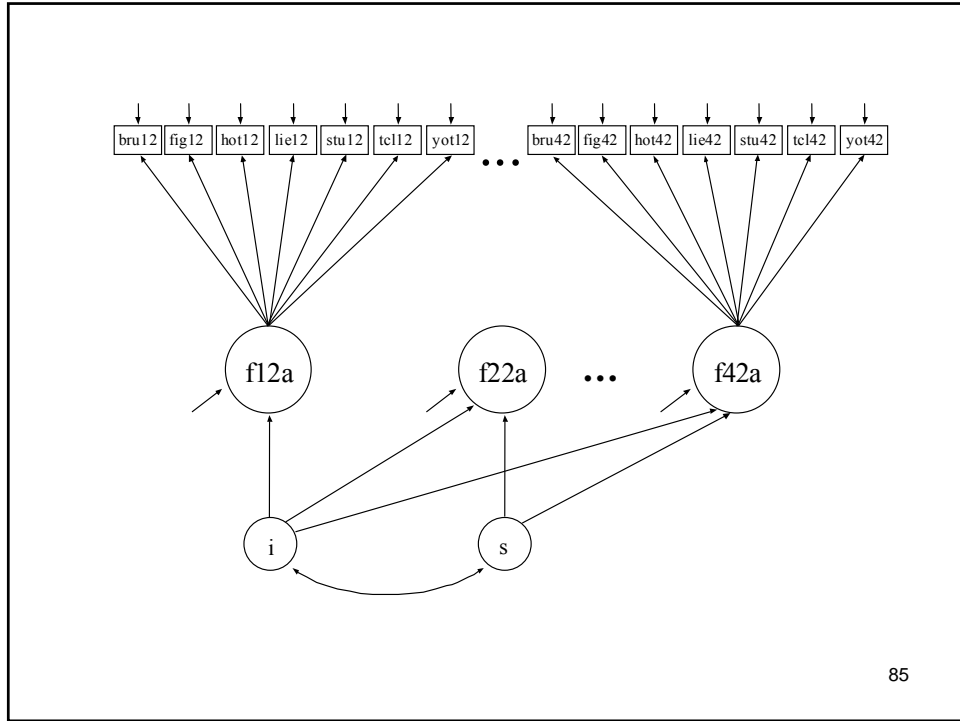 bru12 fig12 hot12 lie12 stu12 tcl12 yot12 ... bru42 fig42 hot42 lie42 stu42 tcl42 yot42
f12a f22a ... f42a
i s
85